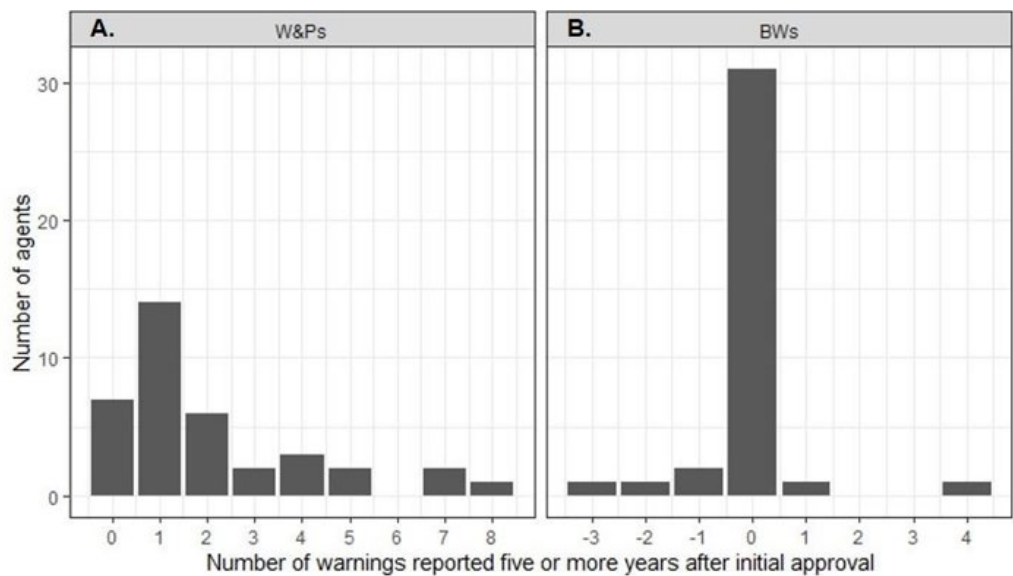 A. W&Ps
B. BWs
30
20
10
0
Number of agents
0 1 2 3 4 5 6 7 8
-3 -2 -1 0 1 2 3 4
Number of warnings reported five or more years after initial approval